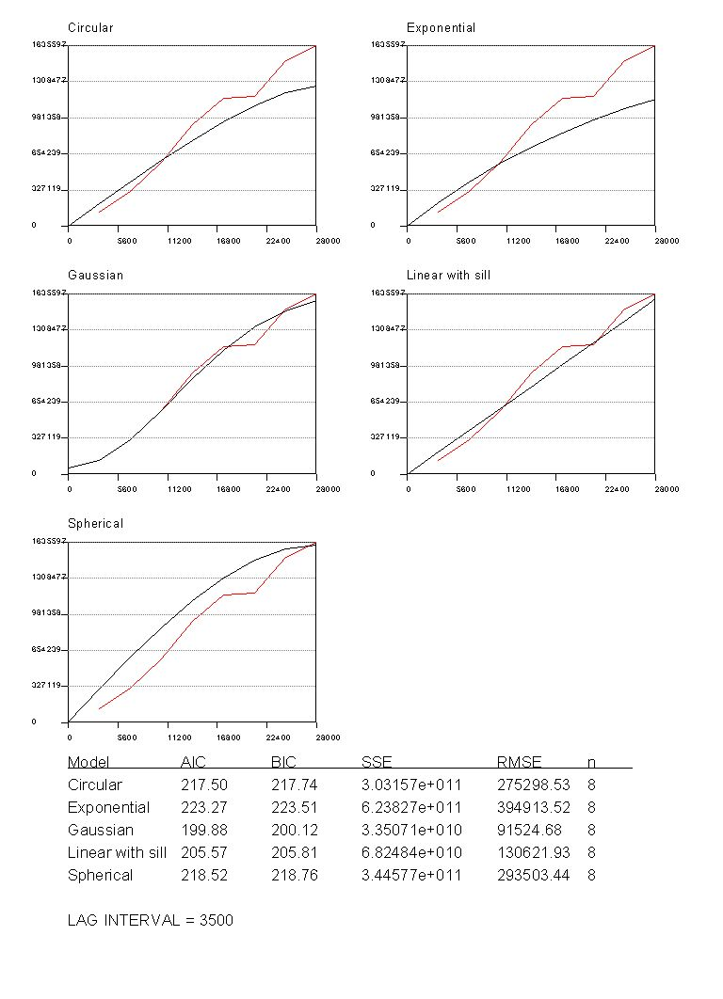 Circular
Exponential
1635597
1308477
981358
654239
327119
0
0 5600 11200 16800 22400 28000
1635597
1308477
981358
654239
327119
0
0 5600 11200 16800 22400 28000
Gaussian
Linear with sill
1635597
1308477
981358
654239
327119
0
0 5600 11200 16800 22400 28000
1635597
1308477
981358
654239
327119
0
0 5600 11200 16800 22400 28000
Spherical
1635597
1308477
981358
654239
327119
0
0 5600 11200 16800 22400 28000
Model AIC BIC SSE RMSE n
Circular 217.50 217.74 3.03157e+011 275298.53 8
Exponential 223.27 223.51 6.23827e+011 394913.52 8
Gaussian 199.88 200.12 3.35071e+010 91524.68 8
Linear with sill 205.57 205.81 6.82484e+010 130621.93 8
Spherical 218.52 218.76 3.44577e+011 293503.44 8
LAG INTERVAL = 3500